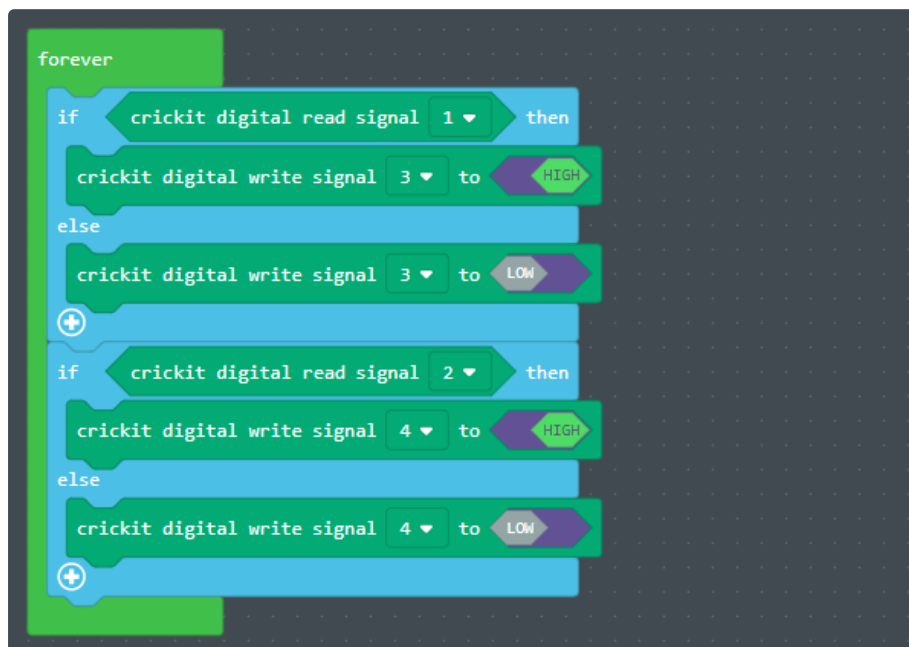 forever
if crickit digital read signal 1 then
crickit digital write signal 3 to HIGH
else
crickit digital write signal 3 to LOW
if crickit digital read signal 2 then
crickit digital write signal 4 to HIGH
else
crickit digital write signal 4 to LOW